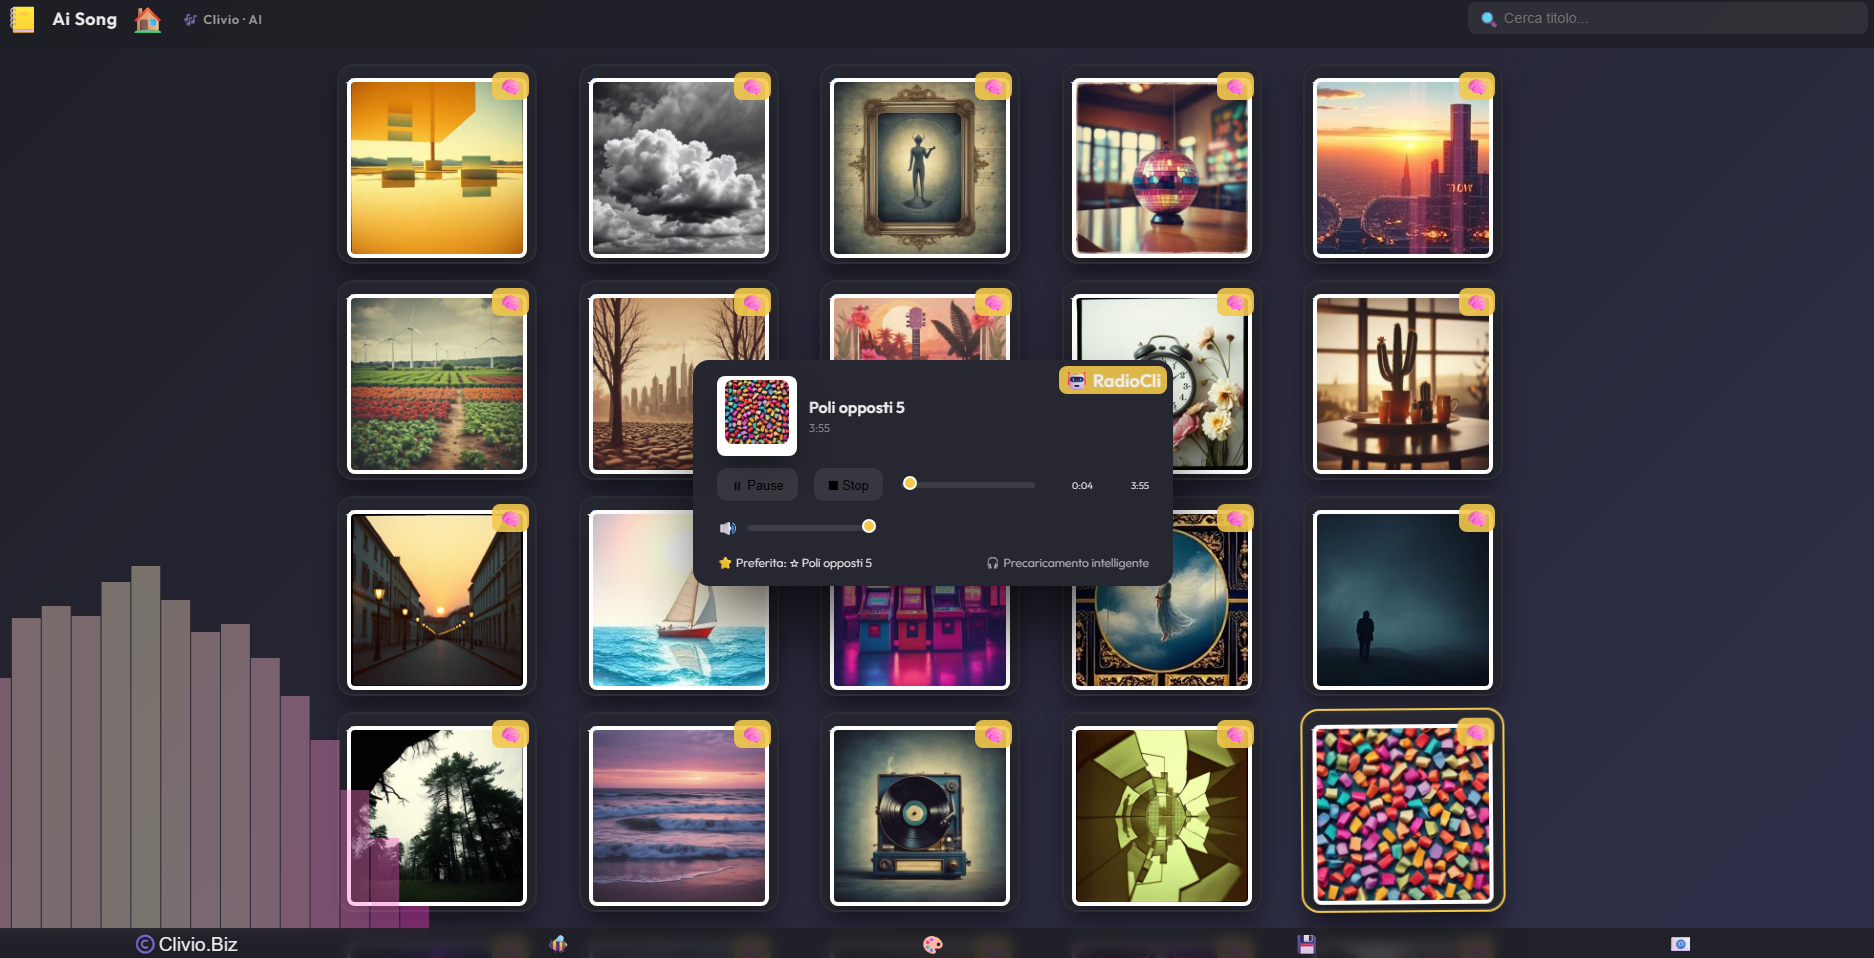 Ai Song
Clivio · AI
Cerca titolo...
RadioCli
Poli opposti 5
3:55
Pause
Stop
0:04
3:55
Preferita: ☆ Poli opposti 5
Precaricamento intelligente
© Clivio.Biz